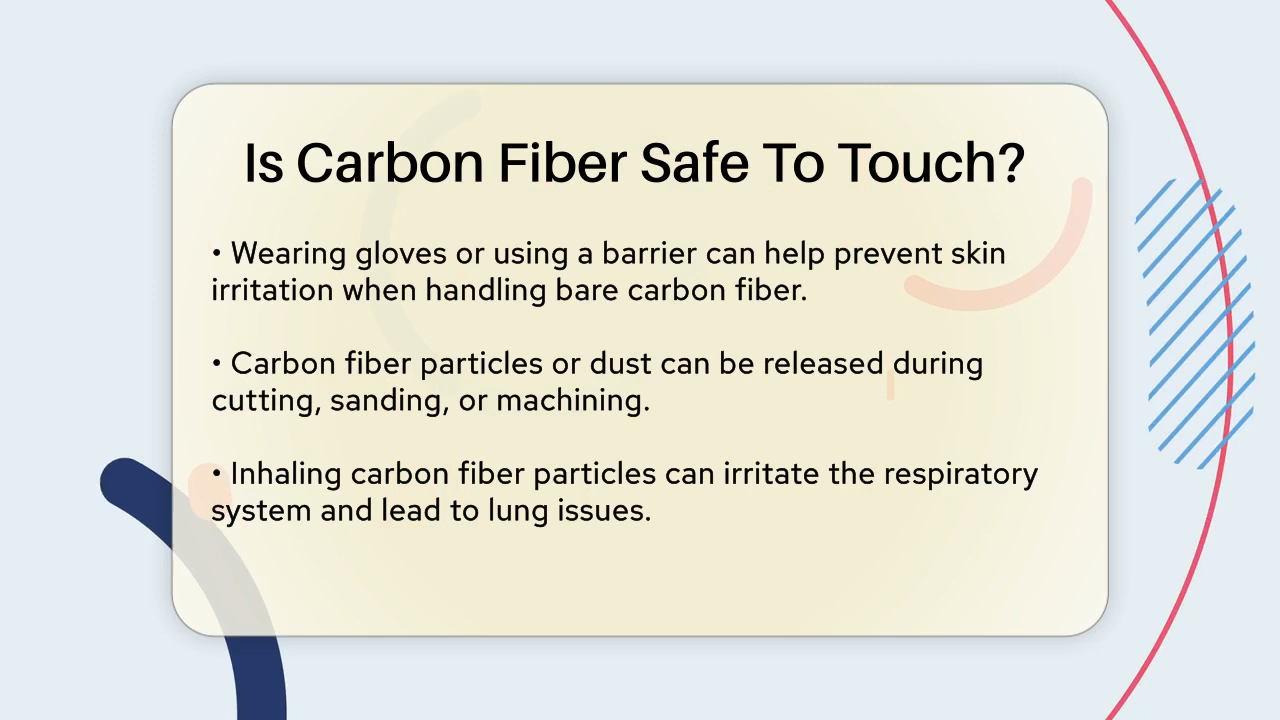 Is Carbon Fiber Safe To Touch?
• Wearing gloves or using a barrier can help prevent skin
irritation when handling bare carbon fiber.
• Carbon fiber particles or dust can be released during
cutting, sanding, or machining.
• Inhaling carbon fiber particles can irritate the respiratory
system and lead to lung issues.